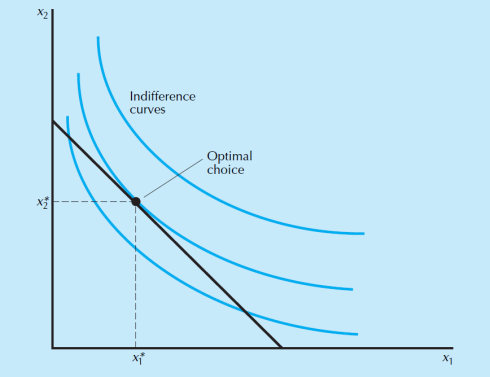 x₂
Indifference
curves
Optimal
choice
x₂*
x₁*
x₁